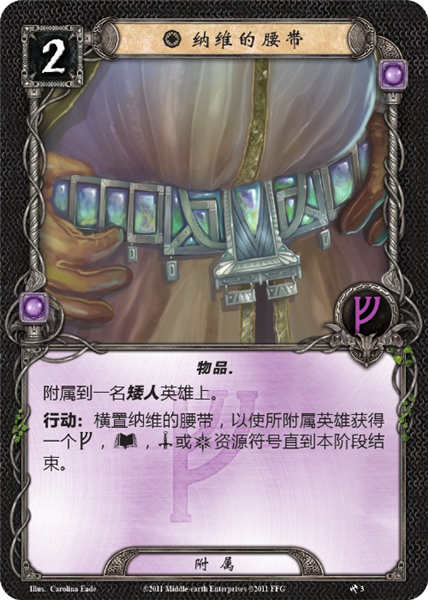 2
纳维的腰带
物品.
附属到一名矮人英雄上。
行动：横置纳维的腰带，以使所附属英雄获得
一个，，或资源符号直到本阶段结
束。
附属
Illus. Carolina Eade ©2011 Middle-earth Enterprises ©2011 FFG 3